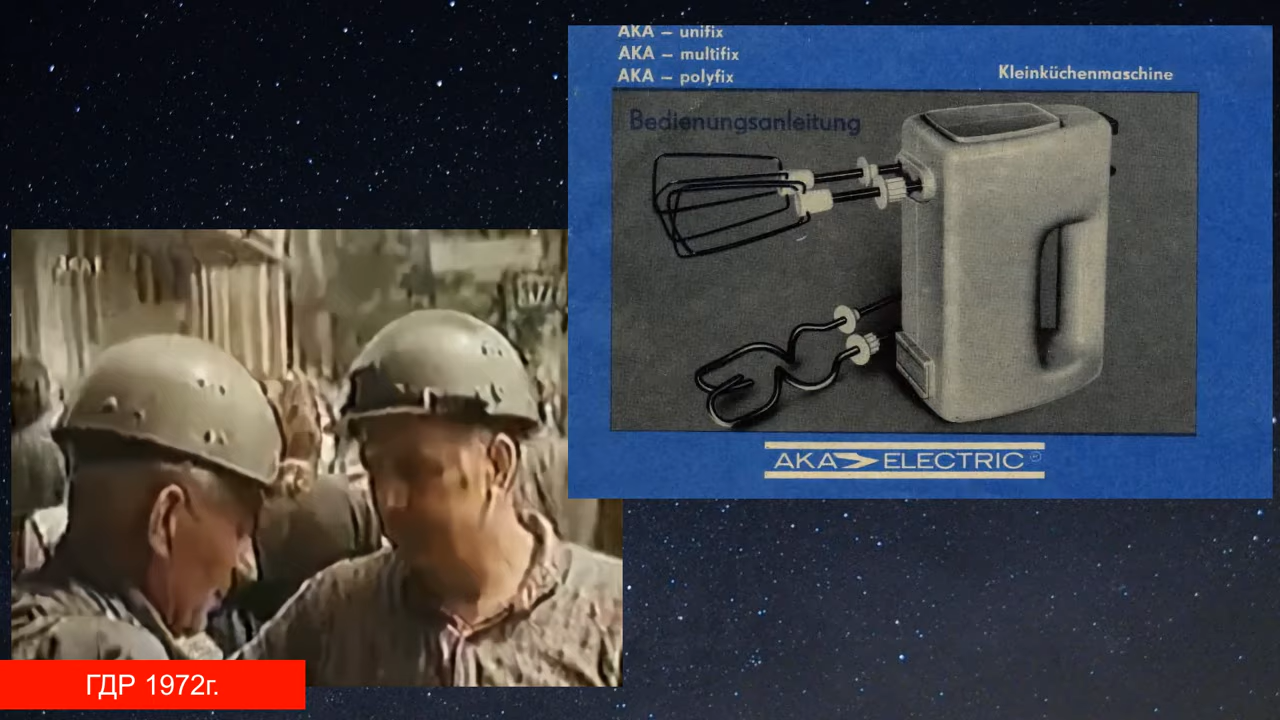 AKA – unifix
AKA – multifix
AKA – polyfix
Kleinküchenmaschine
Bedienungsanleitung
AKA ELECTRIC
ГДР 1972г.